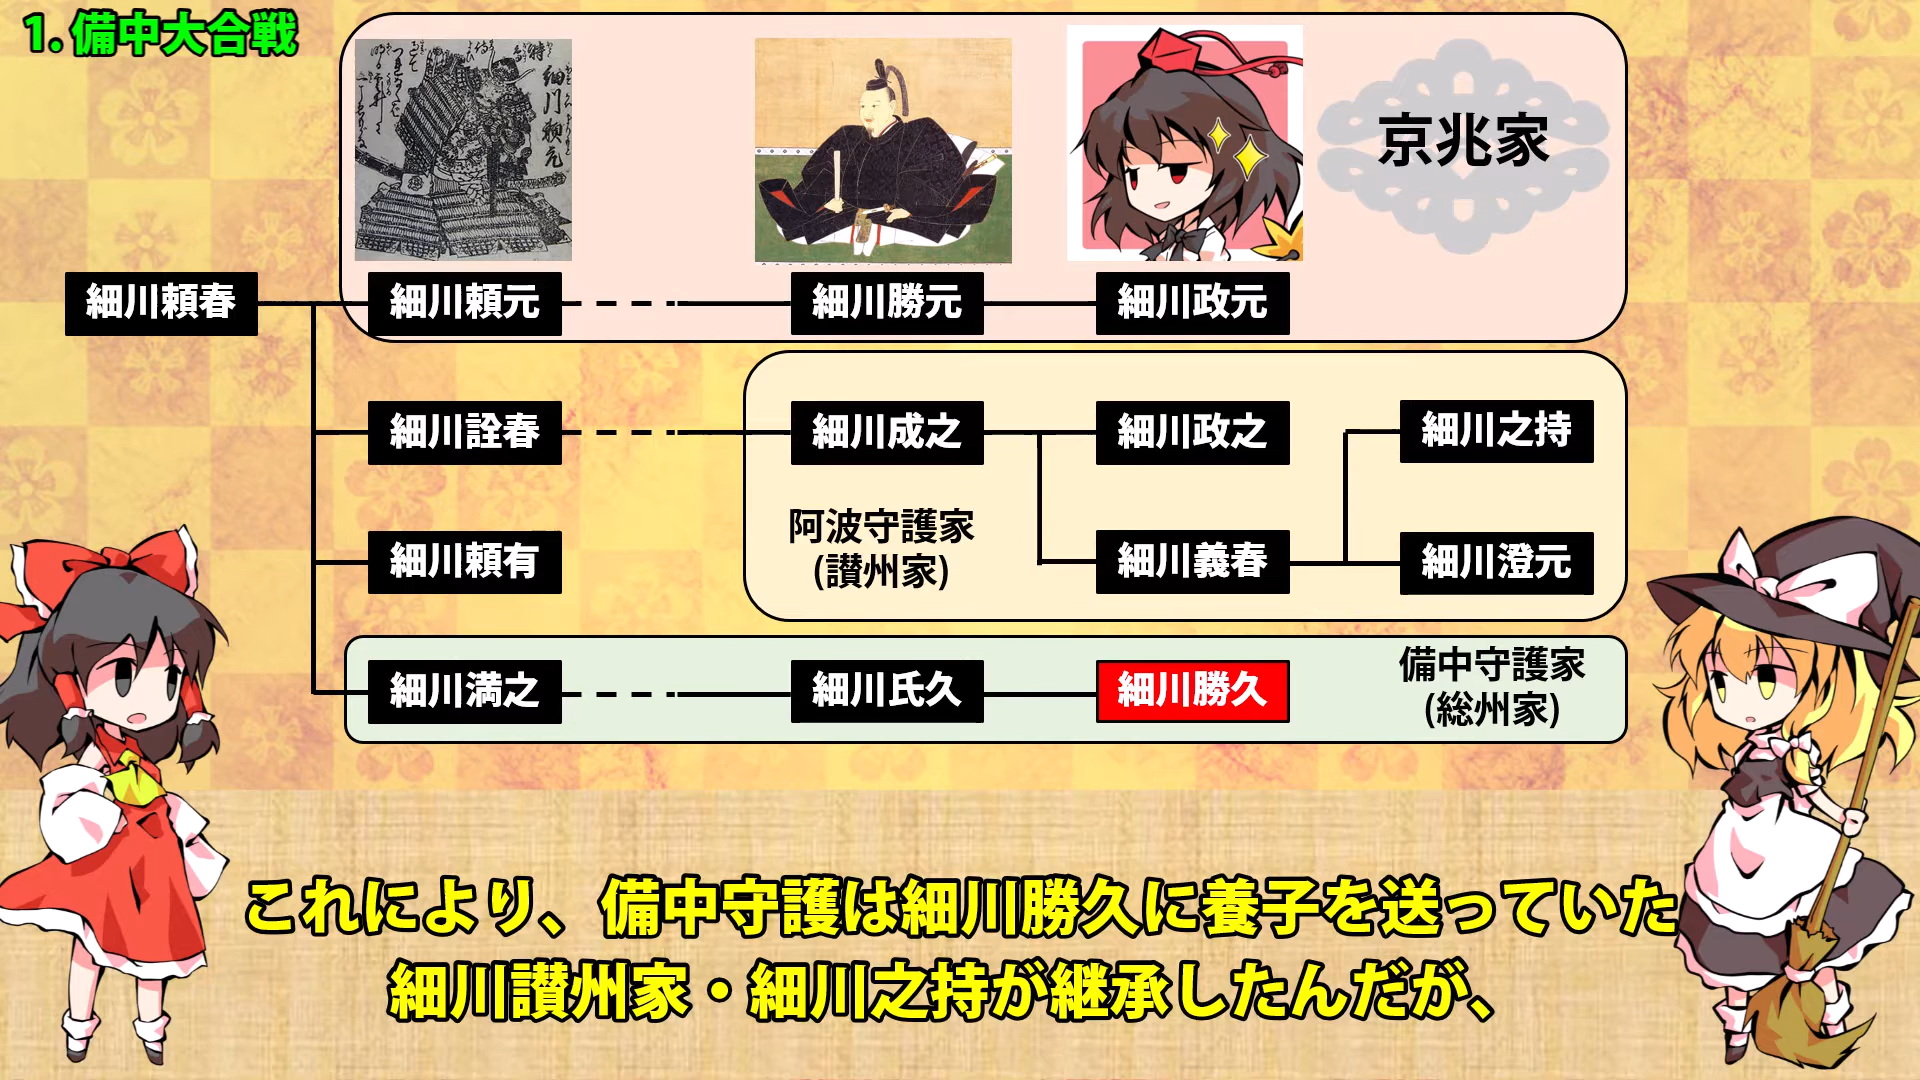 1. 備中大合戦
細川頼元
京兆家
細川頼春
細川頼元
細川勝元
細川政元
細川詮春
細川成之
細川政之
細川之持
阿波守護家
(讃州家)
細川頼有
細川義春
細川澄元
細川満之
細川氏久
細川勝久
備中守護家
(総州家)
これにより、備中守護は細川勝久に養子を送っていた
細川讃州家・細川之持が継承したんだが、